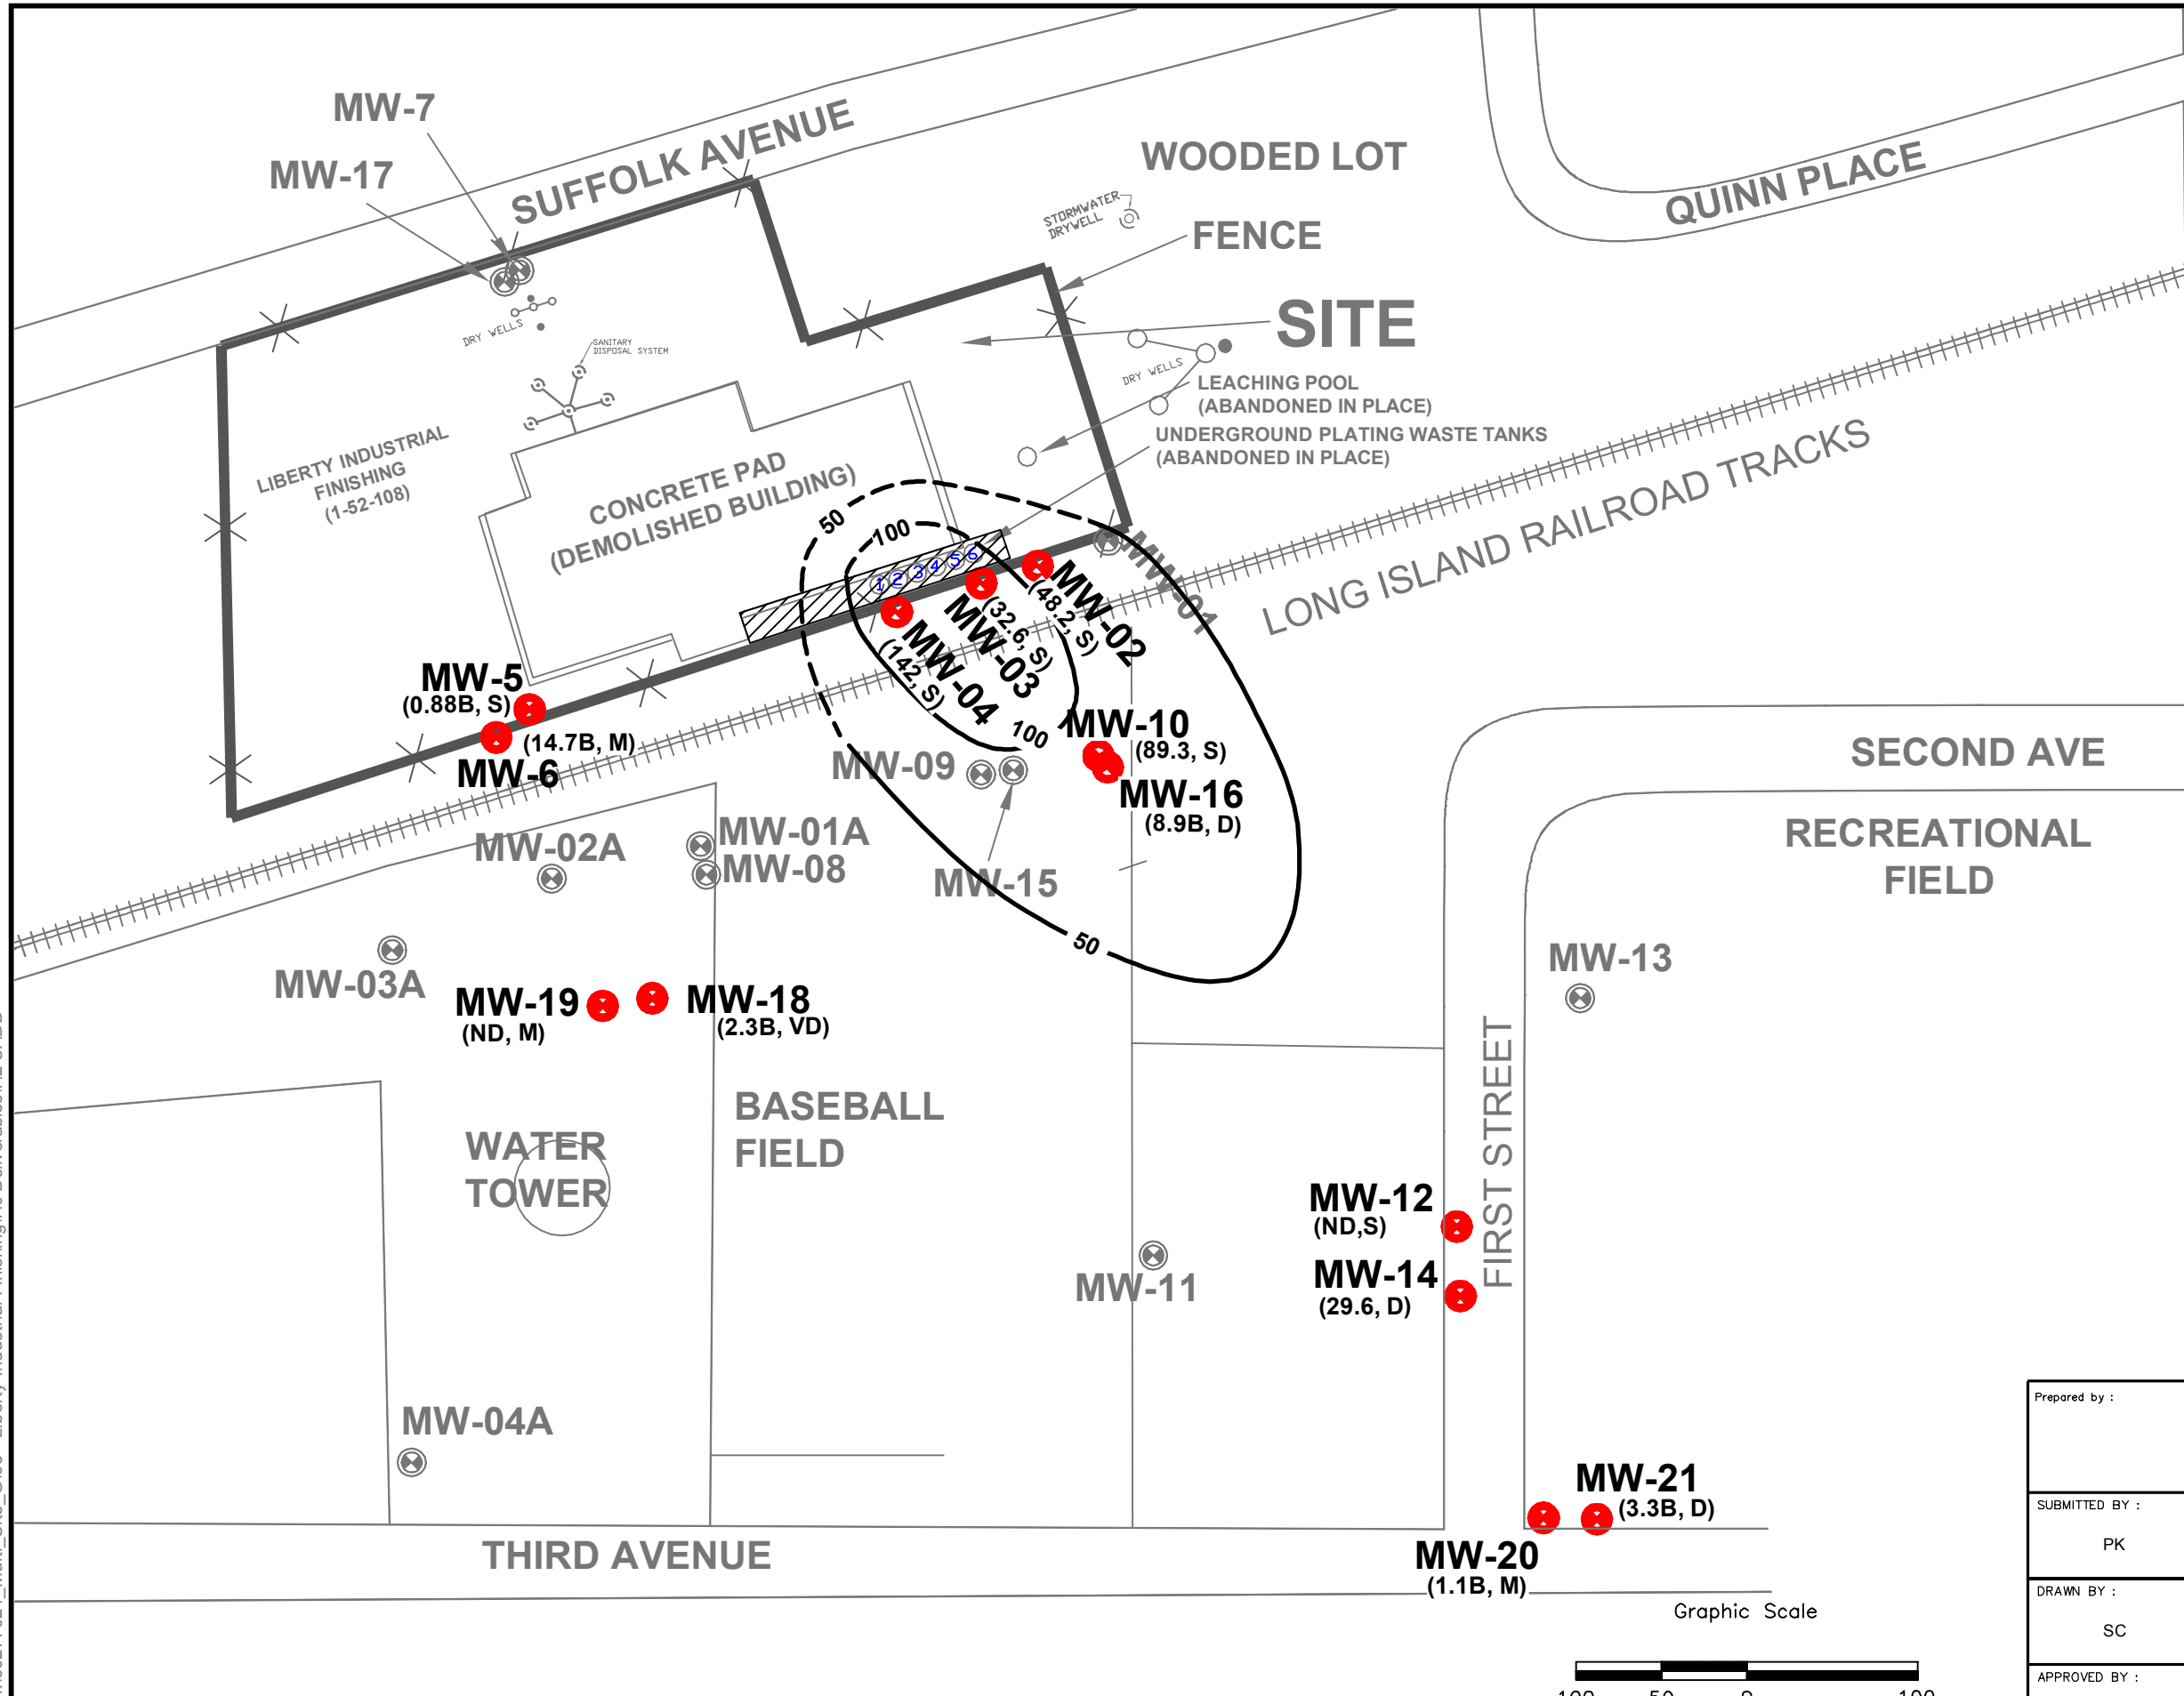 MW-7
MW-17
SUFFOLK AVENUE
WOODED LOT
STORMWATER
DRYWELL
FENCE
QUINN PLACE
SITE
DRY WELLS
SANITARY
DISPOSAL SYSTEM
DRY WELLS
LEACHING POOL
(ABANDONED IN PLACE)
UNDERGROUND PLATING WASTE TANKS
(ABANDONED IN PLACE)
LIBERTY INDUSTRIAL
FINISHING
(1-52-108)
CONCRETE PAD
(DEMOLISHED BUILDING)
LONG ISLAND RAILROAD TRACKS
50
100
1 2 3 4 5 6
MW-01
MW-02
(48.2, S)
MW-03
(32.6, S)
MW-04
(142, S)
100
MW-5
(0.88B, S)
(14.7B, M)
MW-6
MW-10
(89.3, S)
MW-09
MW-16
(8.9B, D)
MW-15
50
SECOND AVE
RECREATIONAL
FIELD
MW-01A
MW-02A
MW-08
MW-03A
MW-19
(ND, M)
MW-18
(2.3B, VD)
MW-13
BASEBALL
FIELD
WATER
TOWER
FIRST STREET
MW-12
(ND,S)
MW-11
MW-14
(29.6, D)
MW-04A
MW-21
(3.3B, D)
MW-20
(1.1B, M)
THIRD AVENUE
Graphic Scale
100 50 0 100
Prepared by :
SUBMITTED BY :
PK
DRAWN BY :
SC
APPROVED BY :